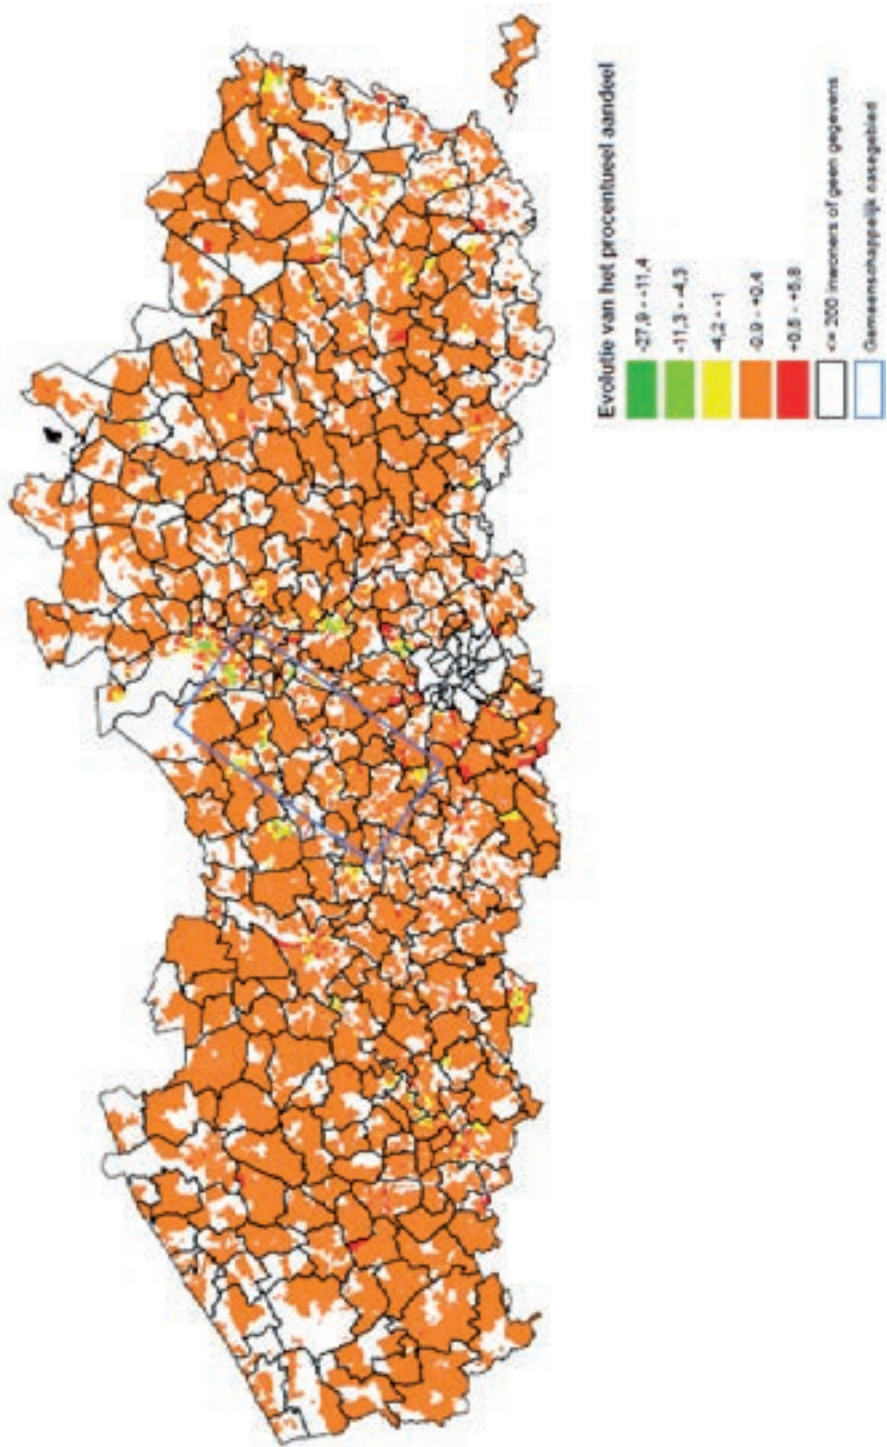 Evolutie van het procentueel aandeel
-27,9 - -11,4
-11,3 - -4,3
-4,2 - -1
-0,9 - +0,4
+0,5 - +5,8
<= 200 inwoners of geen gegevens
Gemeenschappelijk nasegebied